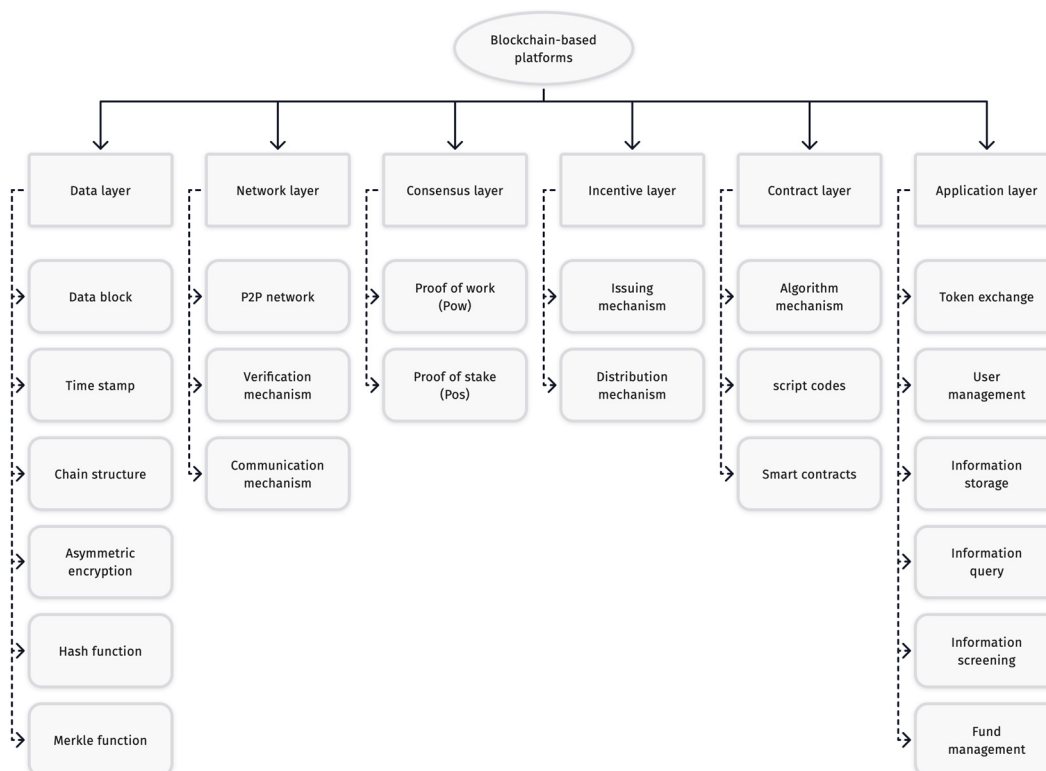 Blockchain-based
platforms
Data layer
Network layer
Consensus layer
Incentive layer
Contract layer
Application layer
Data block
P2P network
Proof of work
(Pow)
Issuing
mechanism
Algorithm
mechanism
Token exchange
Time stamp
Verification
mechanism
Proof of stake
(Pos)
Distribution
mechanism
script codes
User
management
Chain structure
Communication
mechanism
Smart contracts
Information
storage
Asymmetric
encryption
Information
query
Hash function
Information
screening
Merkle function
Fund
management